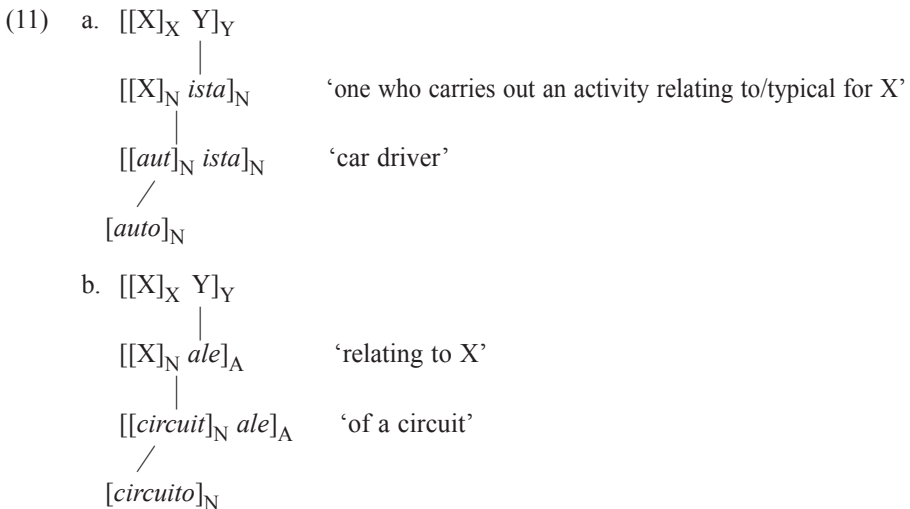 (11) a. [[X]X Y]Y
[[X]N ista]N ‘one who carries out an activity relating to/typical for X’
[[aut]N ista]N ‘car driver’
[auto]N
b. [[X]X Y]Y
[[X]N ale]A ‘relating to X’
[[circuit]N ale]A ‘of a circuit’
[circuito]N